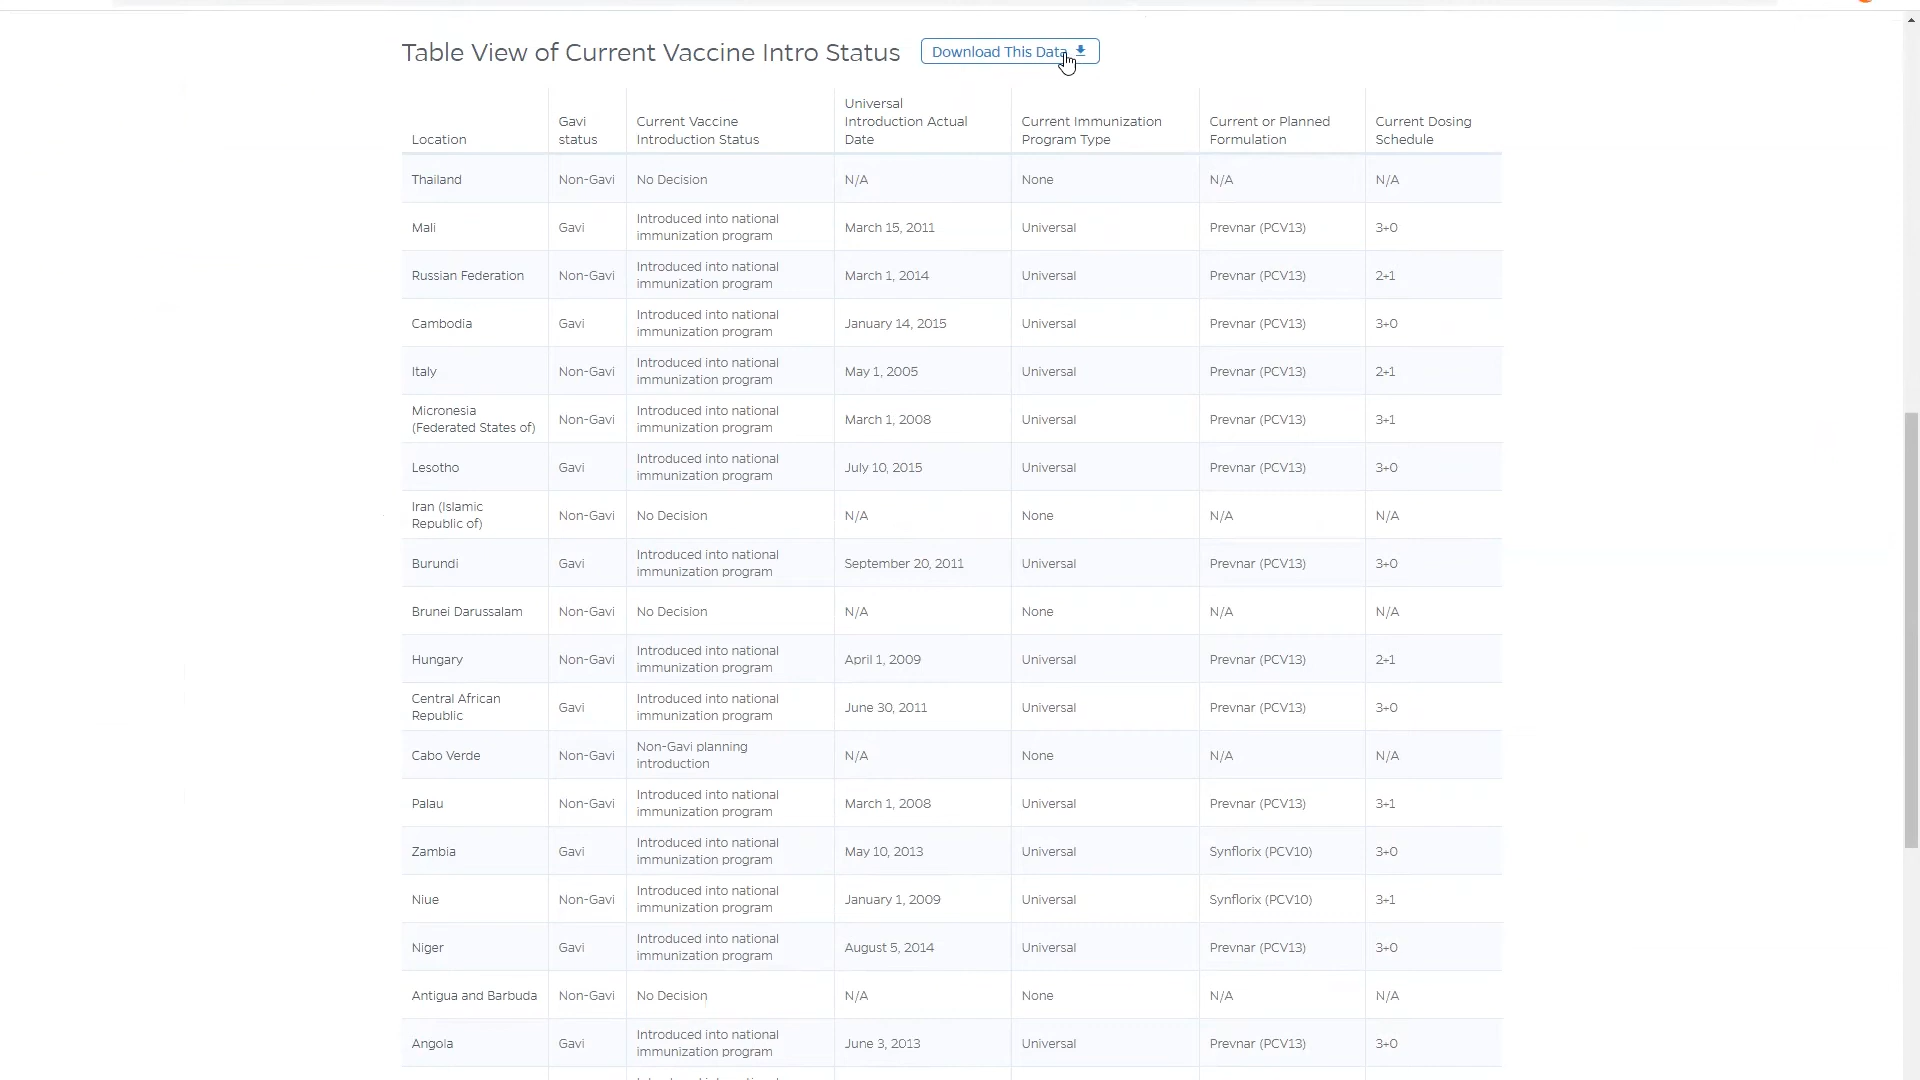 Table View of Current Vaccine Intro Status
Download This Data
Location
Gavi
status
Current Vaccine
Introduction Status
Universal
Introduction Actual
Date
Current Immunization
Program Type
Current or Planned
Formulation
Current Dosing
Schedule
Thailand Non-Gavi No Decision N/A None N/A N/A
Mali Gavi Introduced into national
immunization program March 15, 2011 Universal Prevnar (PCV13) 3+0
Russian Federation Non-Gavi Introduced into national
immunization program March 1, 2014 Universal Prevnar (PCV13) 2+1
Cambodia Gavi Introduced into national
immunization program January 14, 2015 Universal Prevnar (PCV13) 3+0
Italy Non-Gavi Introduced into national
immunization program May 1, 2005 Universal Prevnar (PCV13) 2+1
Micronesia
(Federated States of) Non-Gavi Introduced into national
immunization program March 1, 2008 Universal Prevnar (PCV13) 3+1
Lesotho Gavi Introduced into national
immunization program July 10, 2015 Universal Prevnar (PCV13) 3+0
Iran (Islamic
Republic of) Non-Gavi No Decision N/A None N/A N/A
Burundi Gavi Introduced into national
immunization program September 20, 2011 Universal Prevnar (PCV13) 3+0
Brunei Darussalam Non-Gavi No Decision N/A None N/A N/A
Hungary Non-Gavi Introduced into national
immunization program April 1, 2009 Universal Prevnar (PCV13) 2+1
Central African
Republic Gavi Introduced into national
immunization program June 30, 2011 Universal Prevnar (PCV13) 3+0
Cabo Verde Non-Gavi Non-Gavi planning
introduction N/A None N/A N/A
Palau Non-Gavi Introduced into national
immunization program March 1, 2008 Universal Prevnar (PCV13) 3+1
Zambia Gavi Introduced into national
immunization program May 10, 2013 Universal Synflorix (PCV10) 3+0
Niue Non-Gavi Introduced into national
immunization program January 1, 2009 Universal Synflorix (PCV10) 3+1
Niger Gavi Introduced into national
immunization program August 5, 2014 Universal Prevnar (PCV13) 3+0
Antigua and Barbuda Non-Gavi No Decision N/A None N/A N/A
Angola Gavi Introduced into national
immunization program June 3, 2013 Universal Prevnar (PCV13) 3+0